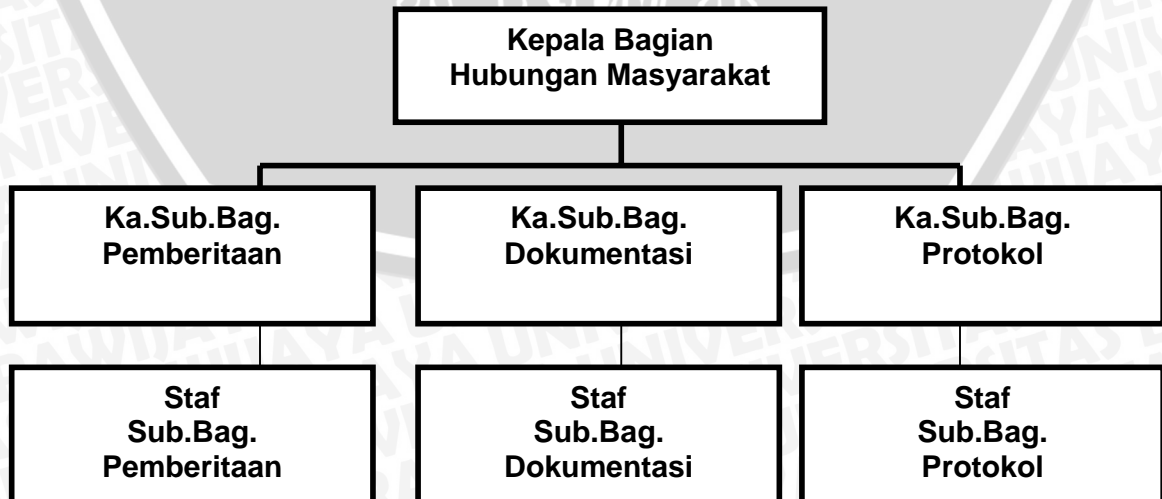 Kepala Bagian
Hubungan Masyarakat
Ka.Sub.Bag.
Pemberitaan
Ka.Sub.Bag.
Dokumentasi
Ka.Sub.Bag.
Protokol
Staf
Sub.Bag.
Pemberitaan
Staf
Sub.Bag.
Dokumentasi
Staf
Sub.Bag.
Protokol